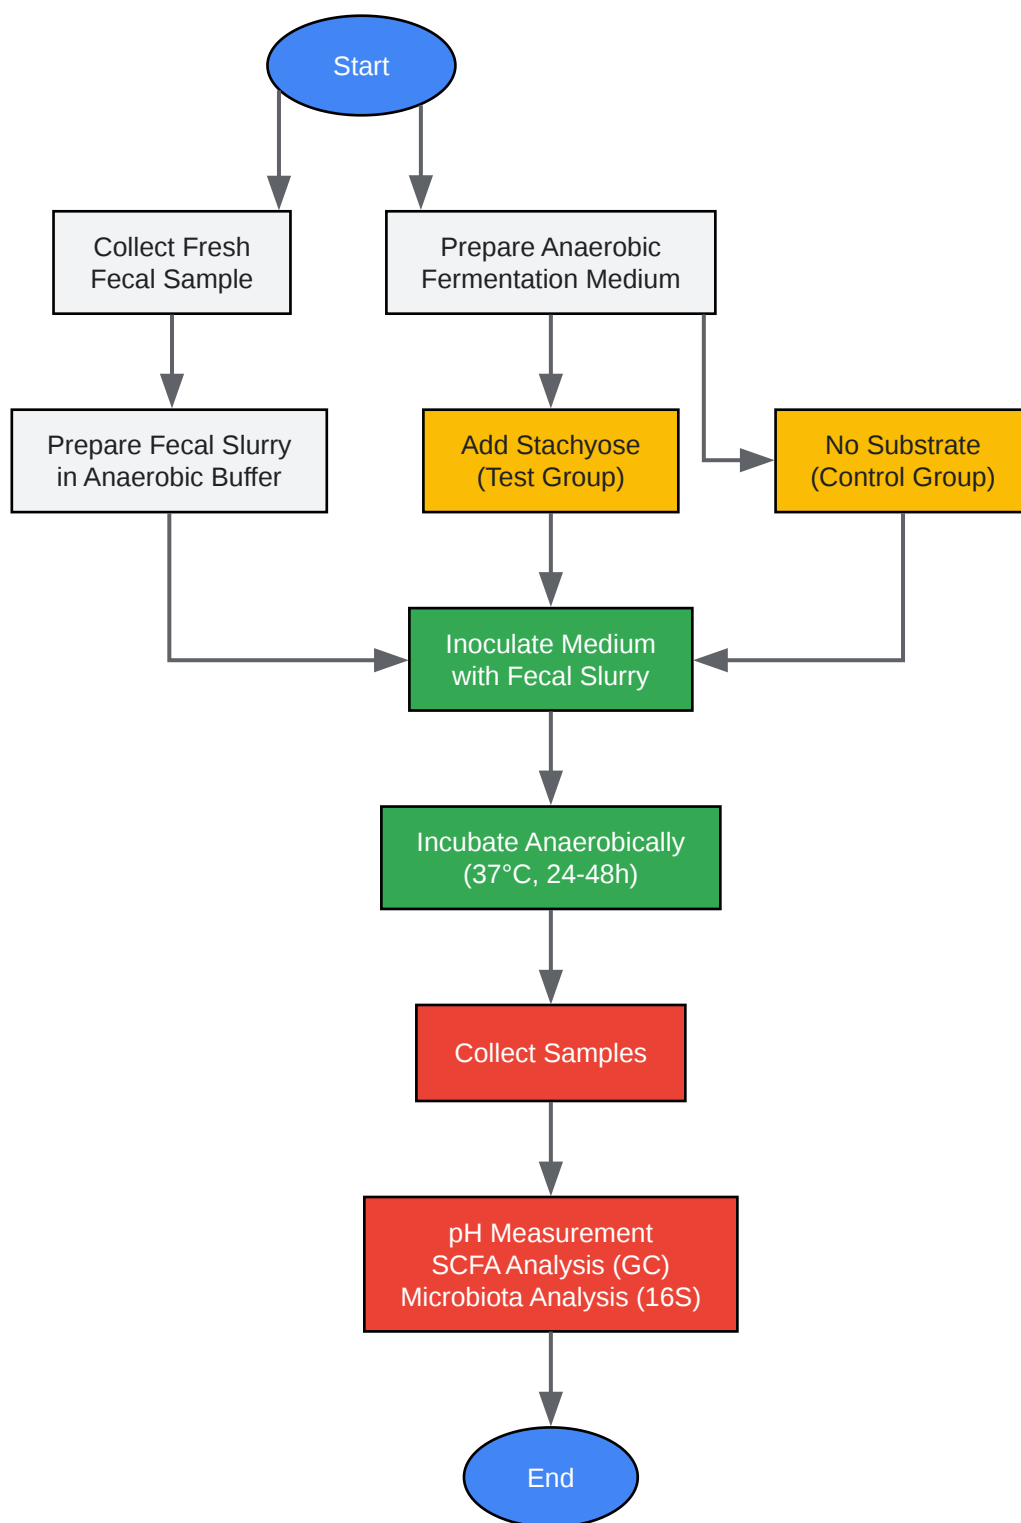 Start
Collect Fresh
Fecal Sample
Prepare Anaerobic
Fermentation Medium
Prepare Fecal Slurry
in Anaerobic Buffer
Add Stachyose
(Test Group)
No Substrate
(Control Group)
Inoculate Medium
with Fecal Slurry
Incubate Anaerobically
(37°C, 24-48h)
Collect Samples
pH Measurement
SCFA Analysis (GC)
Microbiota Analysis (16S)
End